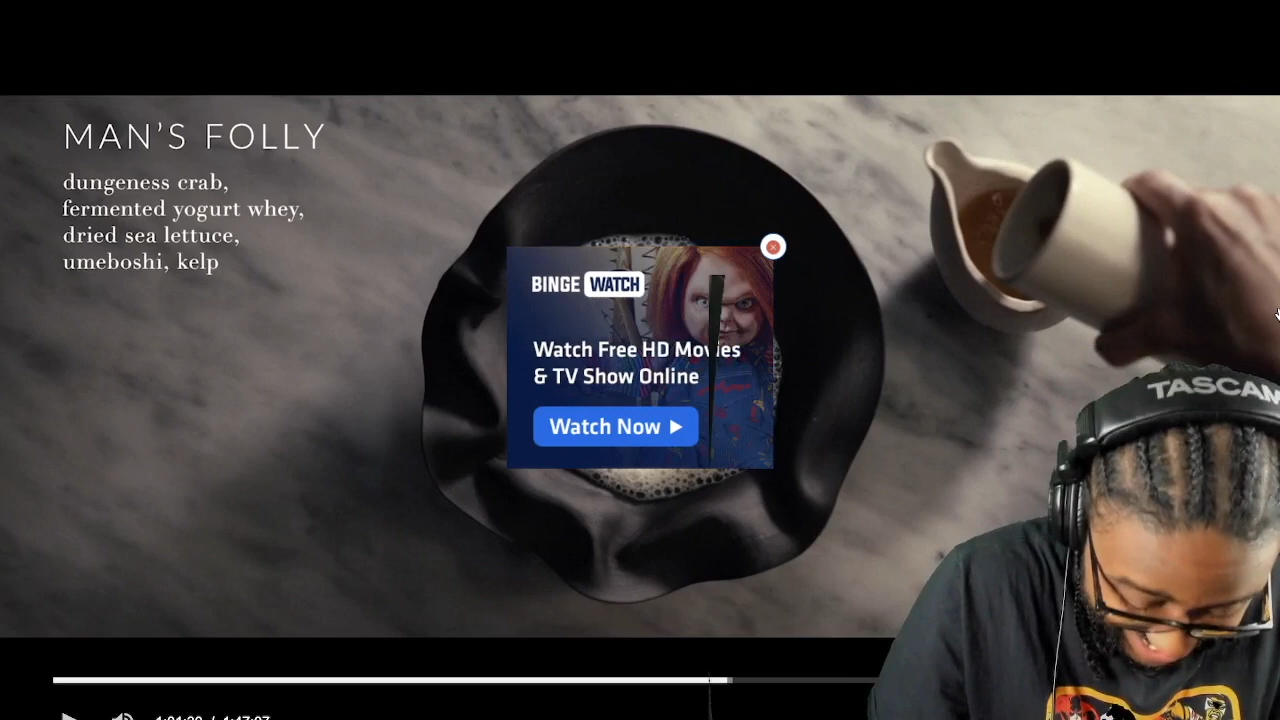 MAN'S FOLLY
dungeness crab,
fermented yogurt whey,
dried sea lettuce,
umeboshi, kelp
BINGE WATCH
Watch Free HD Movies
& TV Show Online
Watch Now
TASCAM